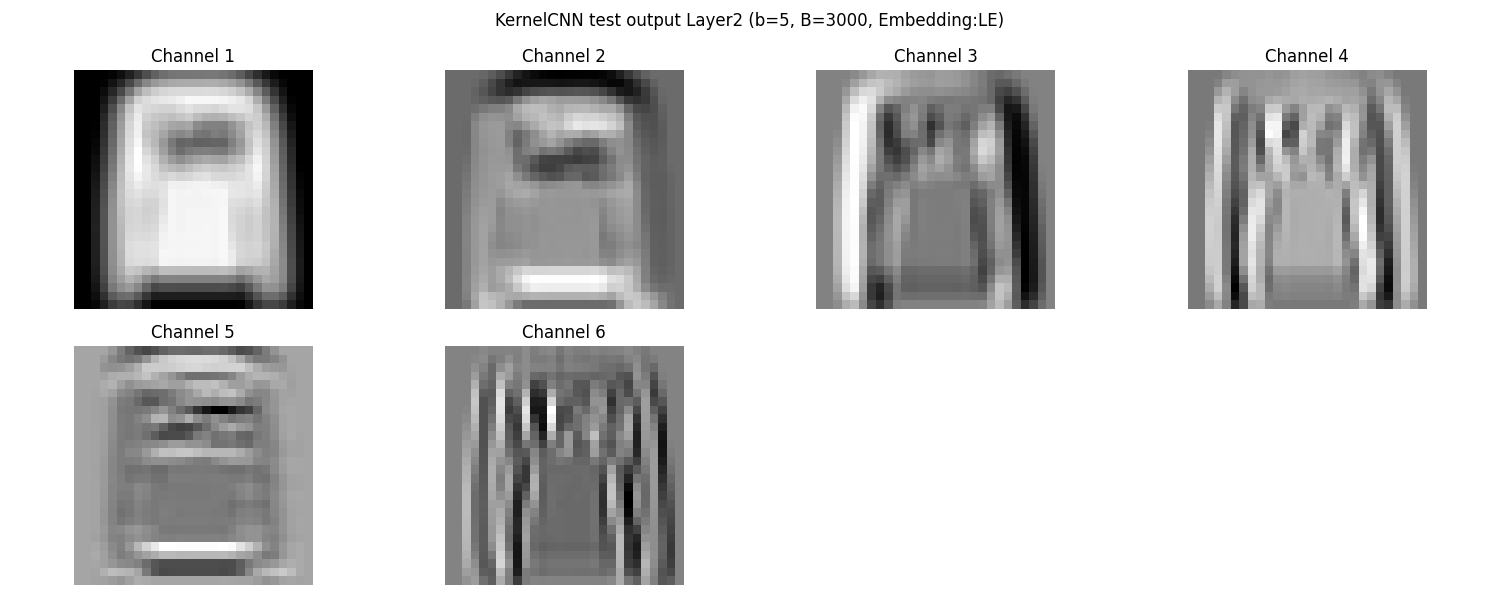 KernelCNN test output Layer2 (b=5, B=3000, Embedding:LE)
Channel 1
Channel 2
Channel 3
Channel 4
Channel 5
Channel 6